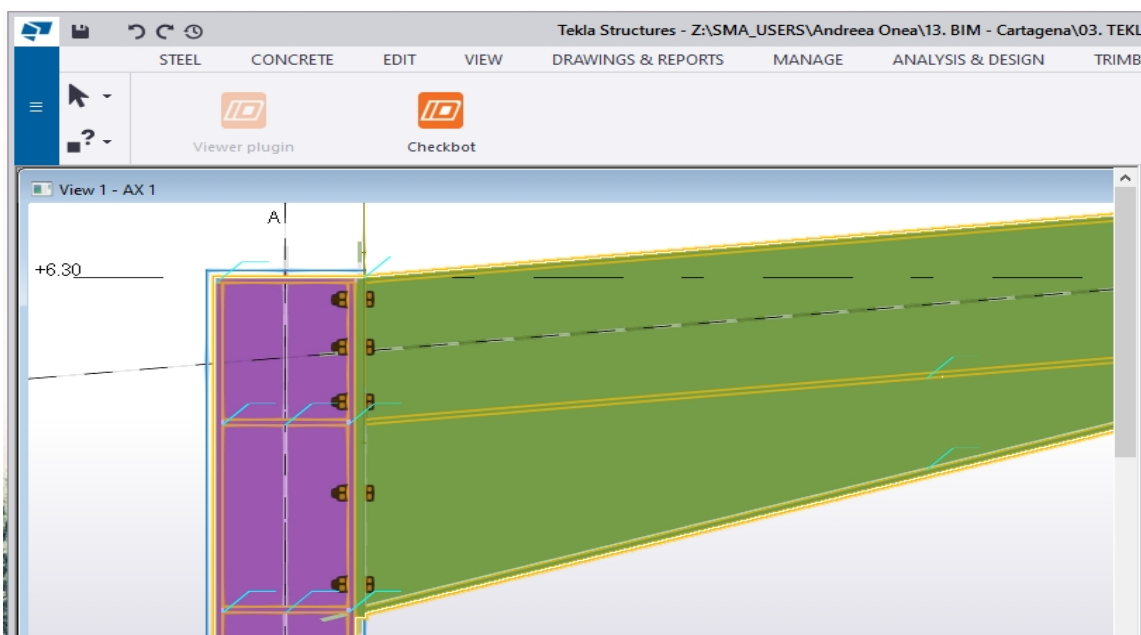 Tekla Structures - Z:\SMA_USERS\Andreea Onea\13. BIM - Cartagena\03. TEKL
STEEL CONCRETE EDIT VIEW DRAWINGS & REPORTS MANAGE ANALYSIS & DESIGN TRIMB
Viewer plugin Checkbot
View 1 - AX 1
A
+6.30